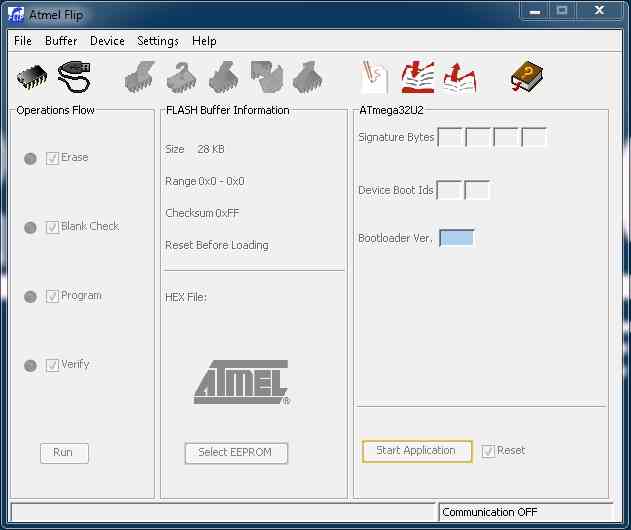 Atmel Flip
File Buffer Device Settings Help
Operations Flow
Erase
Blank Check
Program
Verify
Run
FLASH Buffer Information
Size 28 KB
Range 0x0 - 0x0
Checksum 0xFF
Reset Before Loading
HEX File:
ATMEL®
Select EEPROM
ATmega32U2
Signature Bytes
Device Boot Ids
Bootloader Ver.
Start Application
Reset
Communication OFF